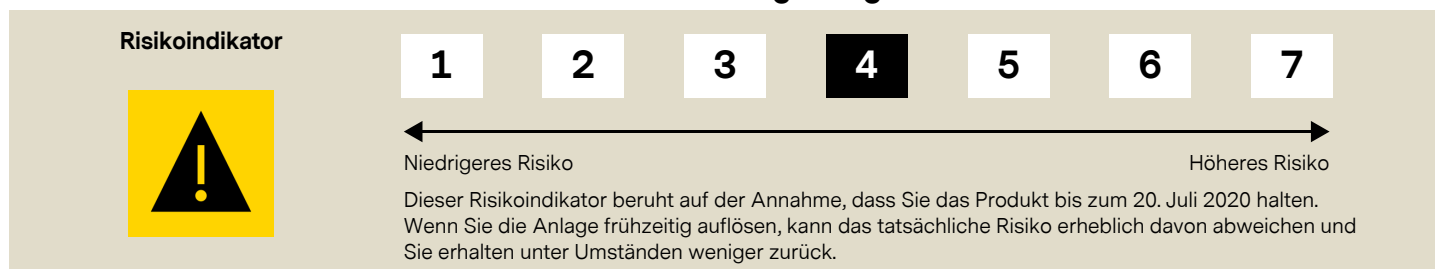 Risikoindikator
1 2 3 4 5 6 7
!
Niedrigeres Risiko Höheres Risiko
Dieser Risikoindikator beruht auf der Annahme, dass Sie das Produkt bis zum 20. Juli 2020 halten.
Wenn Sie die Anlage frühzeitig auflösen, kann das tatsächliche Risiko erheblich davon abweichen und
Sie erhalten unter Umständen weniger zurück.